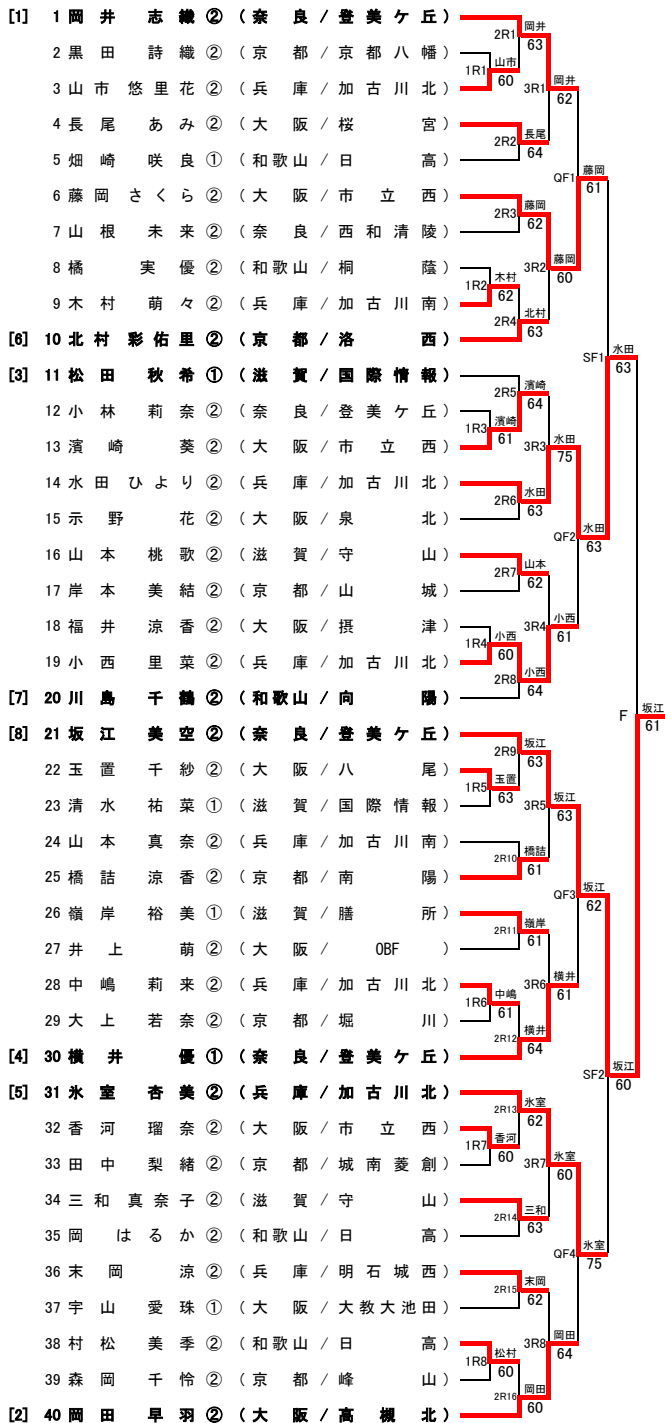 [1] 1 岡井 志織 ② (奈良/登美ケ丘)
2 黒田 詩織 ② (京都/京都八幡)
3 山市 悠里花 ② (兵庫/加古川北)
4 長尾 あみ ② (大阪/桜宮)
5 畑崎 咲良 ① (和歌山/日高)
6 藤岡 さくら ② (大阪/市立西)
7 山根 未来 ② (奈良/西和清陵)
8 橘 実優 ② (和歌山/桐蔭)
9 木村 萌々 ② (兵庫/加古川南)
[6] 10 北村 彩佑里 ② (京都/洛西)
[3] 11 松田 秋希 ① (滋賀/国際情報)
12 小林 莉奈 ② (奈良/登美ケ丘)
13 濱崎 葵 ② (大阪/市立西)
14 水田 ひより ② (兵庫/加古川北)
15 示野 花 ② (大阪/泉北)
16 山本 桃歌 ② (滋賀/守山)
17 岸本 美結 ② (京都/山城)
18 福井 涼香 ② (大阪/摂津)
19 小西 里菜 ② (兵庫/加古川北)
[7] 20 川島 千鶴 ② (和歌山/向陽)
[8] 21 坂江 美空 ② (奈良/登美ケ丘)
22 玉置 千紗 ② (大阪/八尾)
23 清水 祐菜 ① (滋賀/国際情報)
24 山本 真奈 ② (兵庫/加古川南)
25 橋詰 涼香 ② (京都/南陽)
26 嶺岸 裕美 ① (滋賀/膳所)
27 井上 萌 ② (大阪/OBF)
28 中嶋 莉来 ② (兵庫/加古川北)
29 大上 若奈 ② (京都/堀川)
[4] 30 横井 優 ① (奈良/登美ケ丘)
[5] 31 氷室 杏美 ② (兵庫/加古川北)
32 香河 瑠奈 ② (大阪/市立西)
33 田中 梨緒 ② (京都/城南菱創)
34 三和 真奈子 ② (滋賀/守山)
35 岡 はるか ② (和歌山/日高)
36 末岡 涼 ② (兵庫/明石城西)
37 宇山 愛珠 ① (大阪/大教大池田)
38 村松 美季 ② (和歌山/日高)
39 森岡 千怜 ② (京都/峰山)
[2] 40 岡田 早羽 ② (大阪/高槻北)
1R1 山市 60
1R2 木村 62
1R3 濱崎 61
1R4 小西 60
1R5 玉置 63
1R6 中嶋 61
1R7 香河 60
1R8 松村 60
2R1 岡井 63
2R2 長尾 64
2R3 藤岡 62
2R4 北村 63
2R5 濱崎 64
2R6 水田 63
2R7 山本 62
2R8 小西 64
2R9 坂江 63
2R10 橋詰 61
2R11 嶺岸 61
2R12 横井 64
2R13 氷室 62
2R14 三和 63
2R15 末岡 62
2R16 岡田 60
3R1 岡井 62
3R2 藤岡 60
3R3 水田 75
3R4 小西 61
3R5 坂江 63
3R6 横井 61
3R7 氷室 60
3R8 岡田 64
QF1 藤岡 61
QF2 水田 63
QF3 坂江 62
QF4 氷室 75
SF1 水田 63
SF2 坂江 60
F 坂江 61